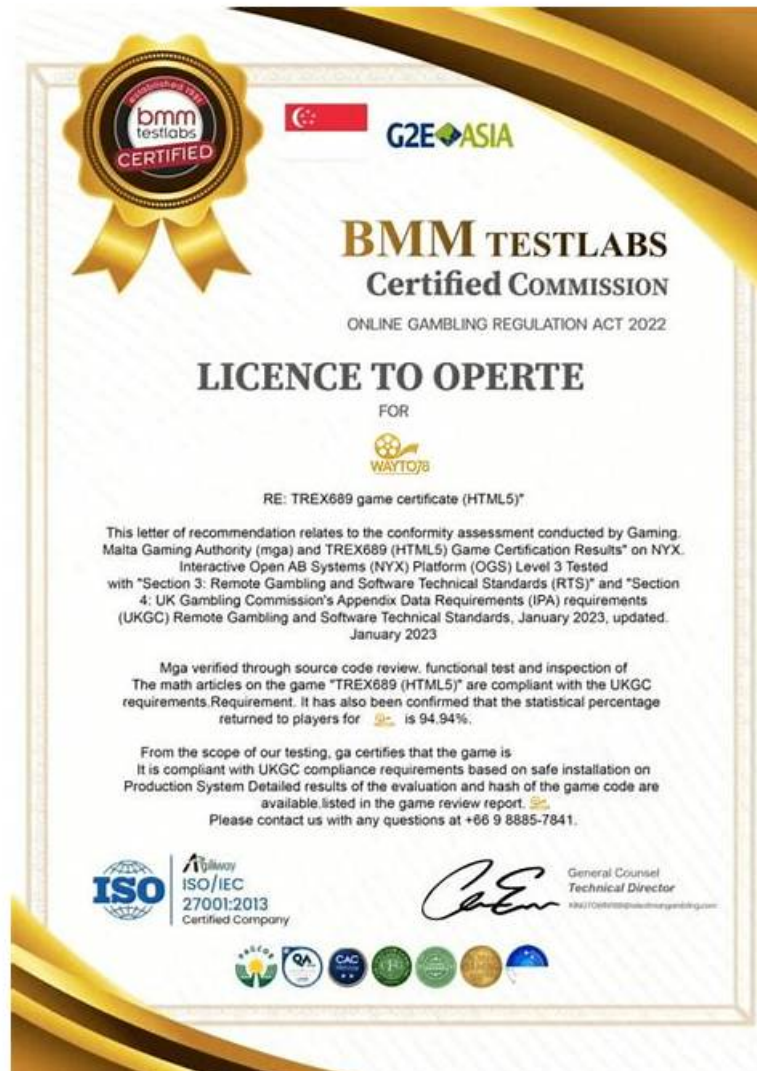 established 1981
bmm
testlabs
CERTIFIED
G2E ASIA
BMM TESTLABS
Certified COMMISSION
ONLINE GAMBLING REGULATION ACT 2022
LICENCE TO OPERTE
FOR
WAYTO78
RE: TREX689 game certificate (HTML5)"
This letter of recommendation relates to the conformity assessment conducted by Gaming.
Malta Gaming Authority (mga) and TREX689 (HTML5) Game Certification Results" on NYX.
Interactive Open AB Systems (NYX) Platform (OGS) Level 3 Tested
with "Section 3: Remote Gambling and Software Technical Standards (RTS)" and "Section
4: UK Gambling Commission's Appendix Data Requirements (IPA) requirements
(UKGC) Remote Gambling and Software Technical Standards, January 2023, updated.
January 2023
Mga verified through source code review. functional test and inspection of
The math articles on the game "TREX689 (HTML5)" are compliant with the UKGC
requirements.Requirement. It has also been confirmed that the statistical percentage
returned to players for is 94.94%.
From the scope of our testing, ga certifies that the game is
It is compliant with UKGC compliance requirements based on safe installation on
Production System Detailed results of the evaluation and hash of the game code are
available.listed in the game review report.
Please contact us with any questions at +66 9 8885-7841.
ISO
Agiliway
ISO/IEC
27001:2013
Certified Company
General Counsel
Technical Director
PAGCOR
QA
CAC